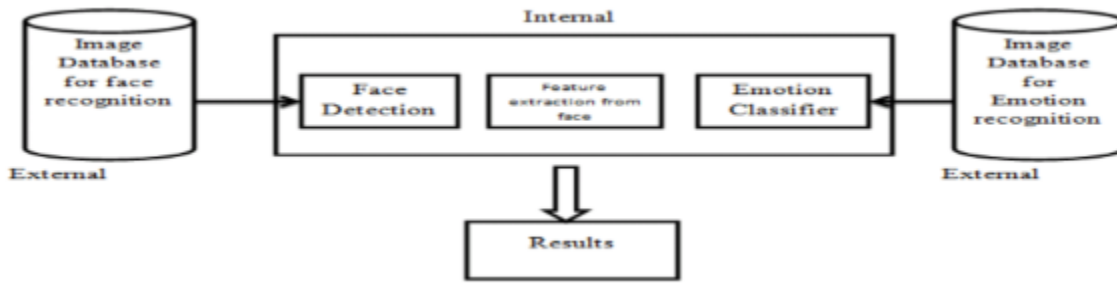 Internal
Image
Database
for face
recognition
External
Face
Detection
Feature
extraction from
face
Emotion
Classifier
Image
Database
for
Emotion
recognition
External
Results